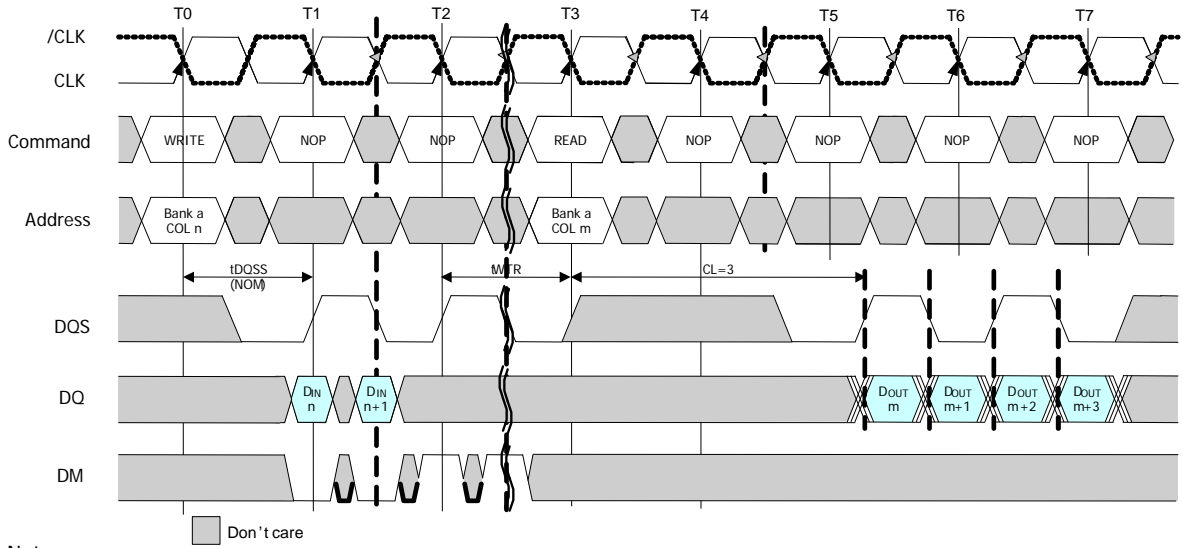 T0 T1 T2 T3 T4 T5 T6 T7
/CLK
CLK
Command WRITE NOP NOP READ NOP NOP NOP NOP
Address Bank a COL n Bank a COL m
tDQSS (NOM) tWTR CL=3
DQS
DQ DIN n DIN n+1 DOUT m DOUT m+1 DOUT m+2 DOUT m+3
DM
Don't care